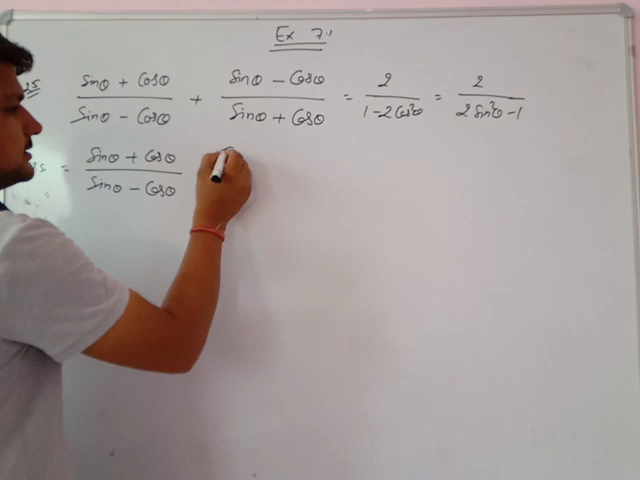 Ex 7.1
(sinθ + cosθ)/(sinθ - cosθ) + (sinθ - cosθ)/(sinθ + cosθ) = 2/(1-2cos²θ) = 2/(2sin²θ-1)
= (sinθ + cosθ)/(sinθ - cosθ)